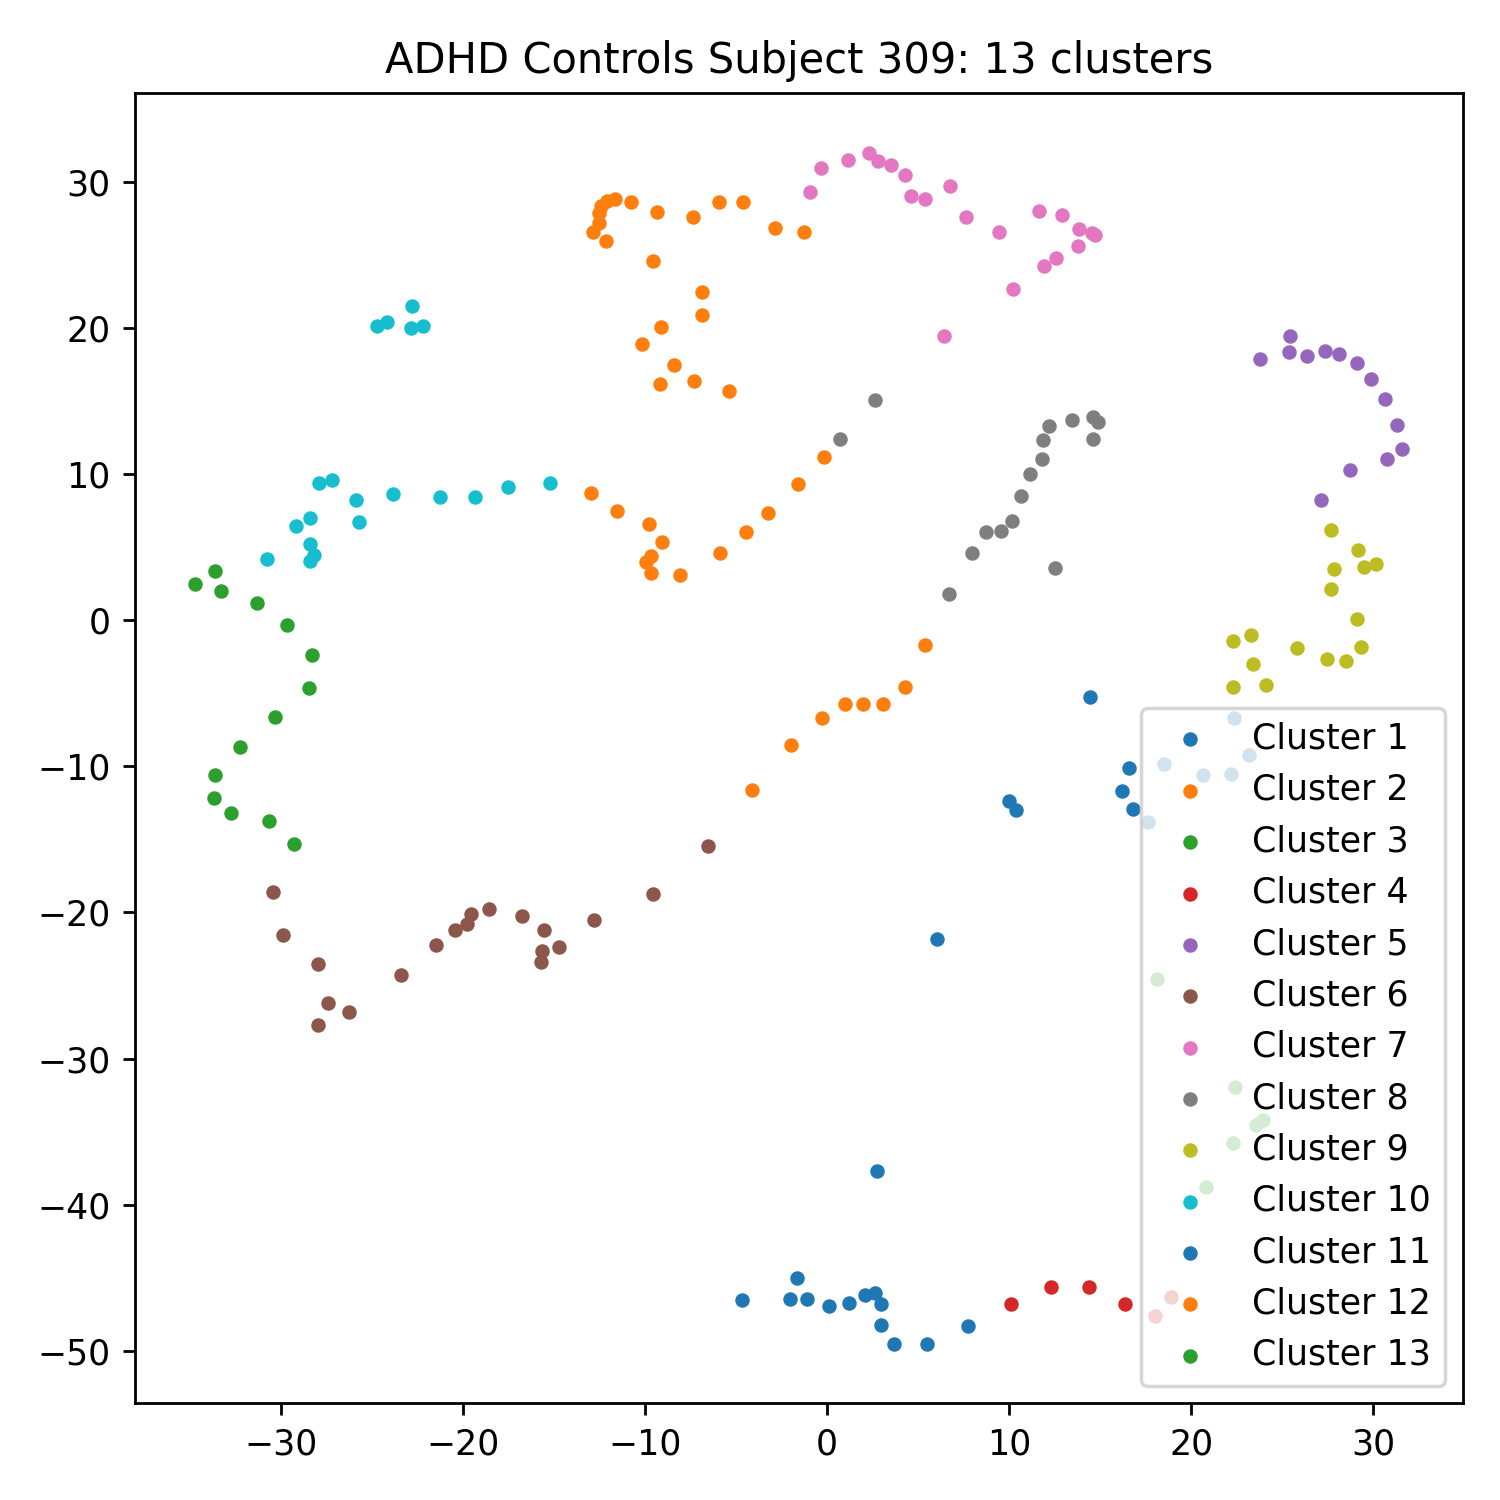 ADHD Controls Subject 309: 13 clusters
30
20
10
0
−10
−20
−30
−40
−50
−30
−20
−10
0
10
20
30
Cluster 1
Cluster 2
Cluster 3
Cluster 4
Cluster 5
Cluster 6
Cluster 7
Cluster 8
Cluster 9
Cluster 10
Cluster 11
Cluster 12
Cluster 13